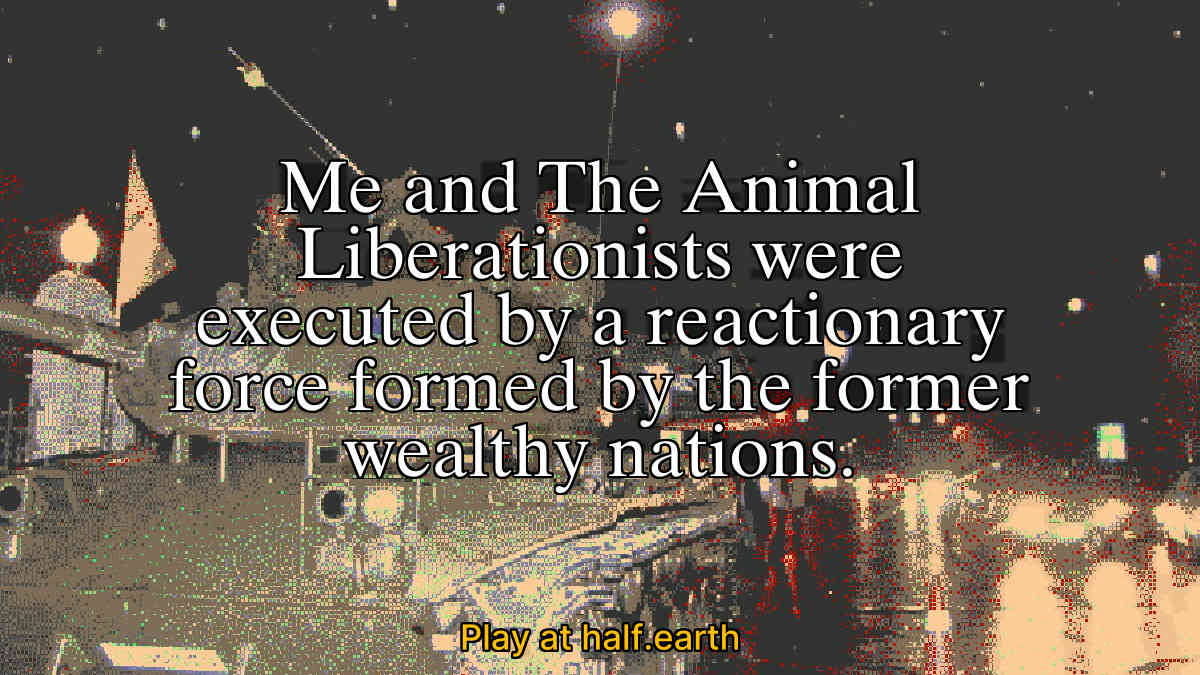 Me and The Animal
Liberationists were
executed by a reactionary
force formed by the former
wealthy nations.
Play at half.earth